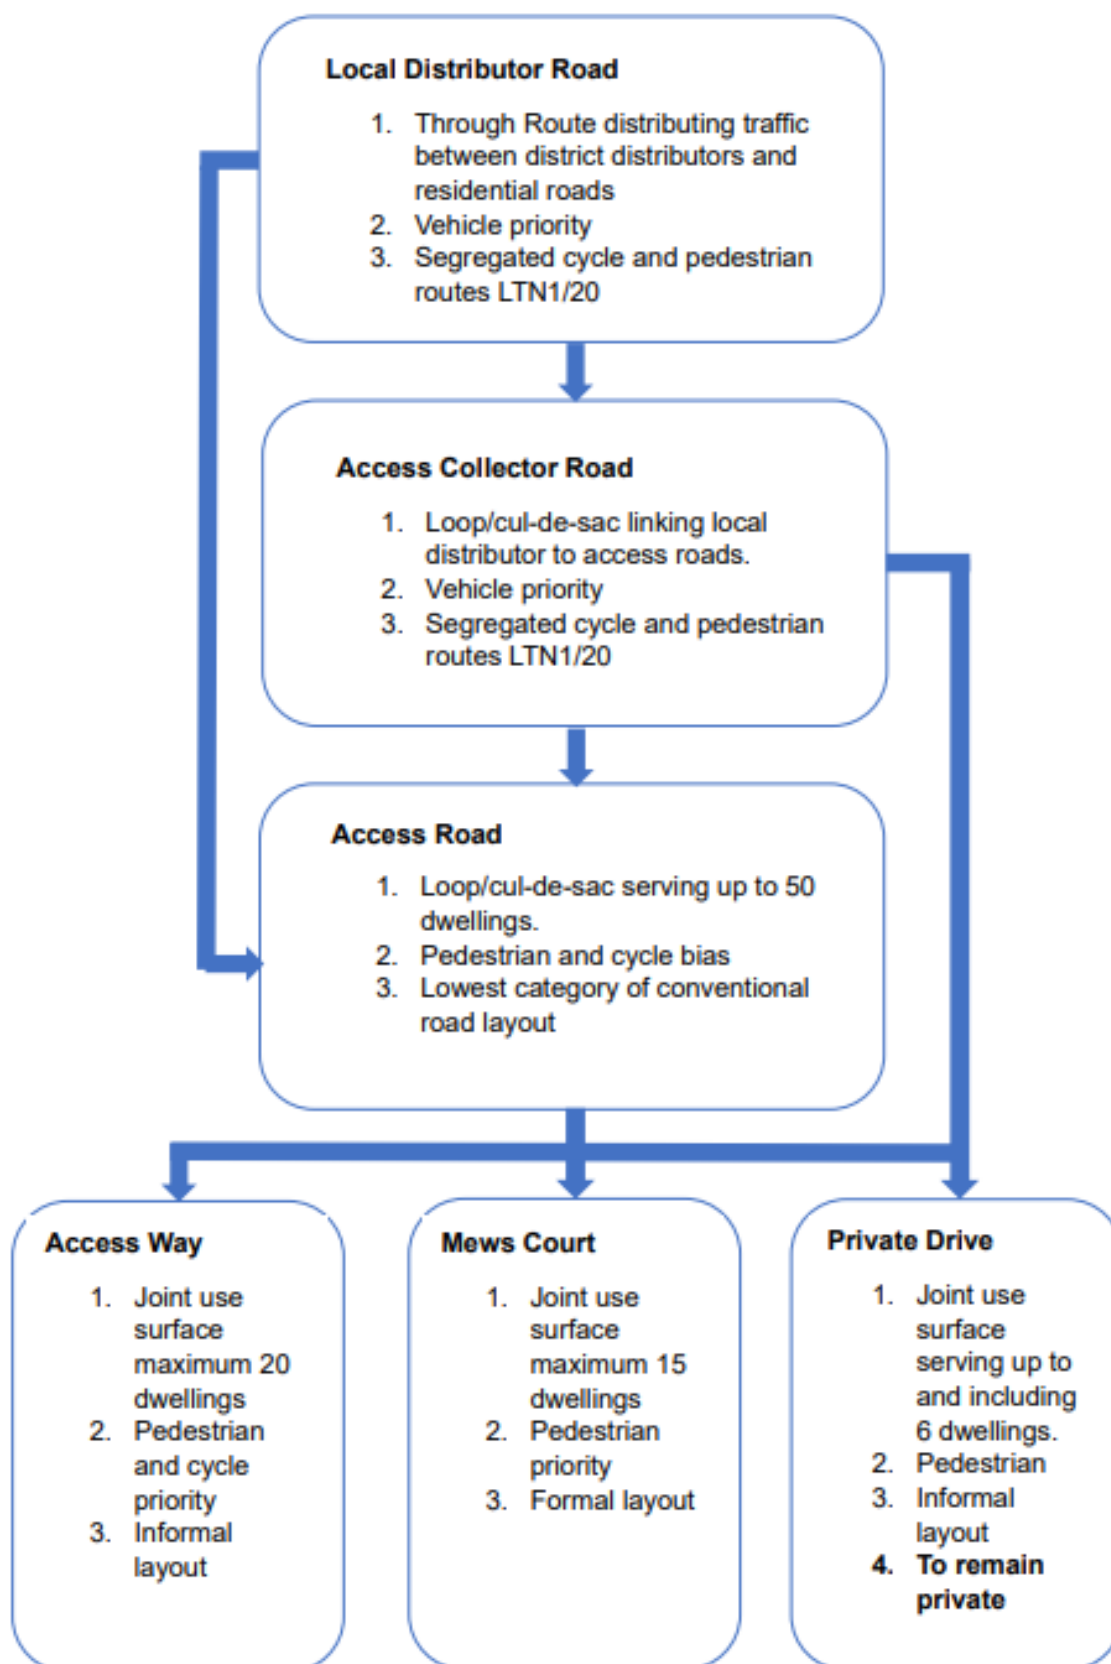 Local Distributor Road
1. Through Route distributing traffic
between district distributors and
residential roads
2. Vehicle priority
3. Segregated cycle and pedestrian
routes LTN1/20
Access Collector Road
1. Loop/cul-de-sac linking local
distributor to access roads.
2. Vehicle priority
3. Segregated cycle and pedestrian
routes LTN1/20
Access Road
1. Loop/cul-de-sac serving up to 50
dwellings.
2. Pedestrian and cycle bias
3. Lowest category of conventional
road layout
Access Way
1. Joint use
surface
maximum 20
dwellings
2. Pedestrian
and cycle
priority
3. Informal
layout
Mews Court
1. Joint use
surface
maximum 15
dwellings
2. Pedestrian
priority
3. Formal layout
Private Drive
1. Joint use
surface
serving up to
and including
6 dwellings.
2. Pedestrian
3. Informal
layout
4. To remain
private